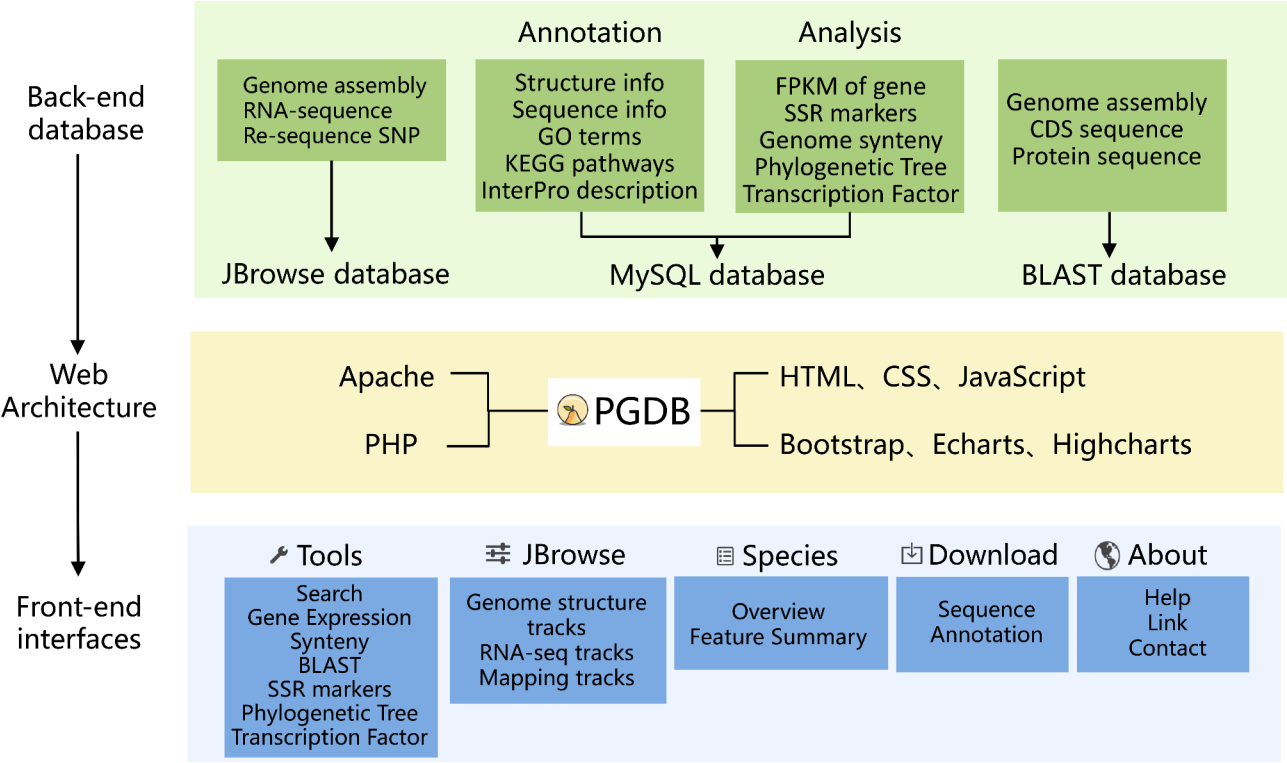 Back-end
database
Genome assembly
RNA-sequence
Re-sequence SNP
JBrowse database
Annotation
Structure info
Sequence info
GO terms
KEGG pathways
InterPro description
Analysis
FPKM of gene
SSR markers
Genome synteny
Phylogenetic Tree
Transcription Factor
MySQL database
Genome assembly
CDS sequence
Protein sequence
BLAST database
Web
Architecture
Apache
PHP
PGDB
HTML、CSS、JavaScript
Bootstrap、Echarts、Highcharts
Front-end
interfaces
Tools
Search
Gene Expression
Synteny
BLAST
SSR markers
Phylogenetic Tree
Transcription Factor
JBrowse
Genome structure
tracks
RNA-seq tracks
Mapping tracks
Species
Overview
Feature Summary
Download
Sequence
Annotation
About
Help
Link
Contact